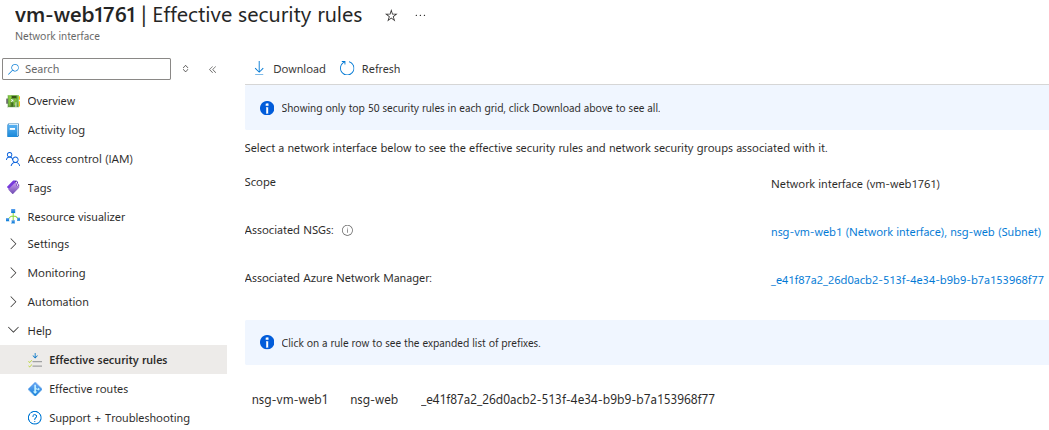 vm-web1761 | Effective security rules
Network interface
Search
Overview
Activity log
Access control (IAM)
Tags
Resource visualizer
Settings
Monitoring
Automation
Help
Effective security rules
Effective routes
Support + Troubleshooting
Download Refresh
Showing only top 50 security rules in each grid, click Download above to see all.
Select a network interface below to see the effective security rules and network security groups associated with it.
Scope Network interface (vm-web1761)
Associated NSGs: nsg-vm-web1 (Network interface), nsg-web (Subnet)
Associated Azure Network Manager: _e41f87a2_26d0acb2-513f-4e34-b9b9-b7a153968f77
Click on a rule row to see the expanded list of prefixes.
nsg-vm-web1 nsg-web _e41f87a2_26d0acb2-513f-4e34-b9b9-b7a153968f77